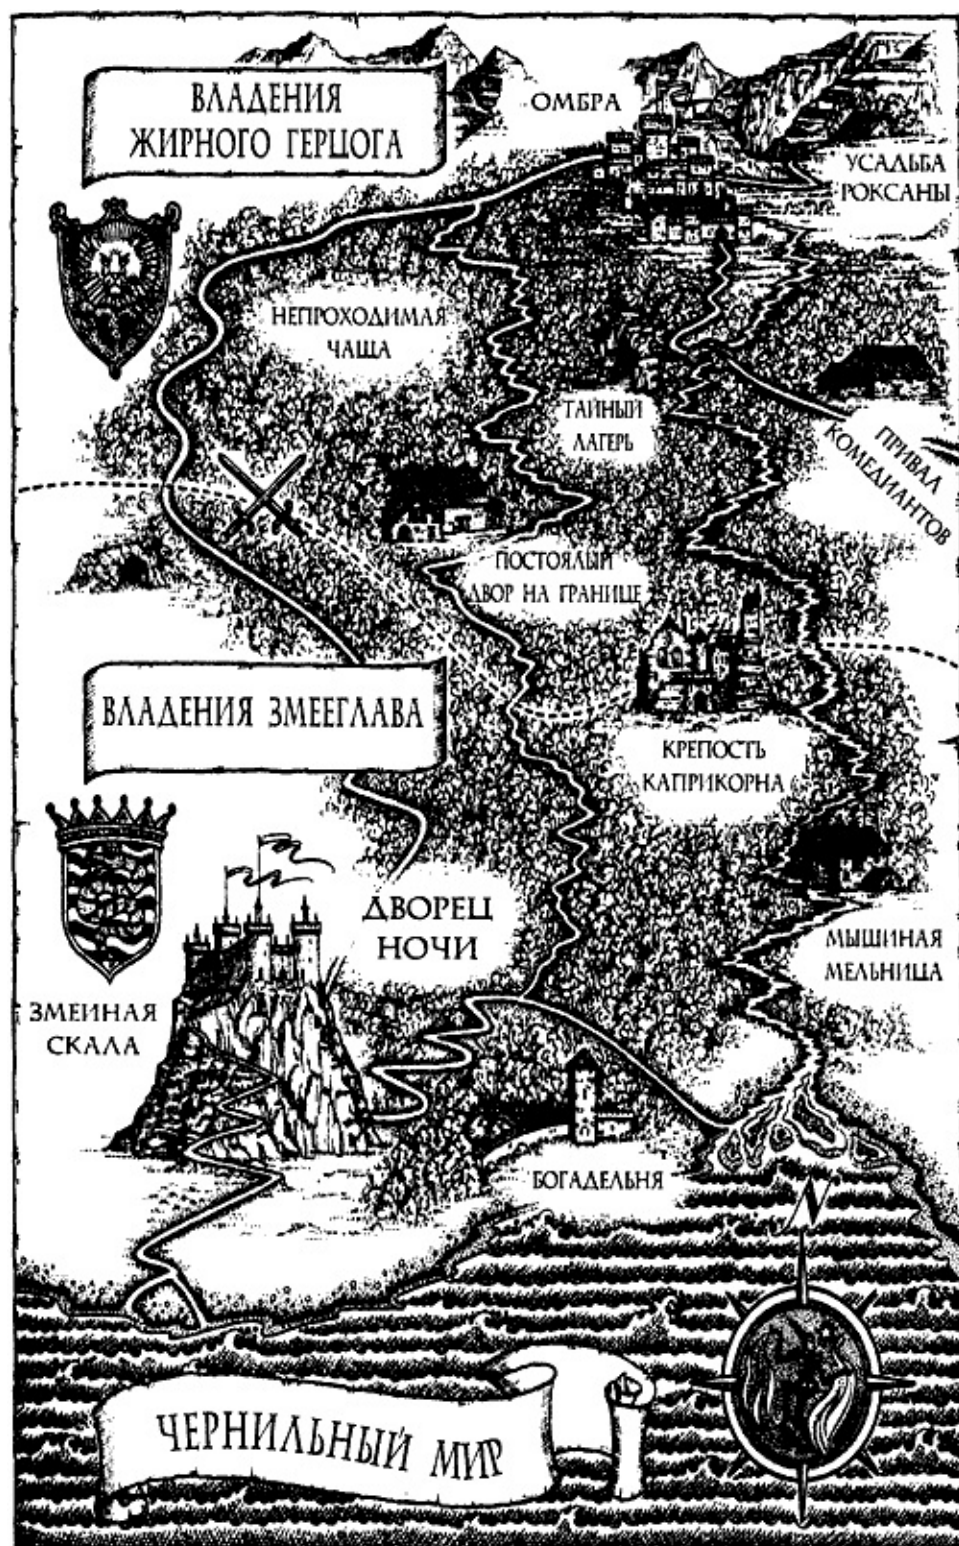 ВЛАДЕНИЯ
ЖИРНОГО ГЕРЦОГА
ОМБРА
УСАДЬБА
РОКСАНЫ
НЕПРОХОДИМАЯ
ЧАЩА
ТАЙНЫЙ
ЛАГЕРЬ
ПРИВАЛ
КОМЕДИАНТОВ
ПОСТОЯЛЫЙ
ДВОР НА ГРАНИЦЕ
ВЛАДЕНИЯ ЗМЕЕГЛАВА
КРЕПОСТЬ
КАПРИКОРНА
ДВОРЕЦ
НОЧИ
МЫШИНАЯ
МЕЛЬНИЦА
ЗМЕИНАЯ
СКАЛА
БОГАДЕЛЬНЯ
N
ЧЕРНИЛЬНЫЙ МИР